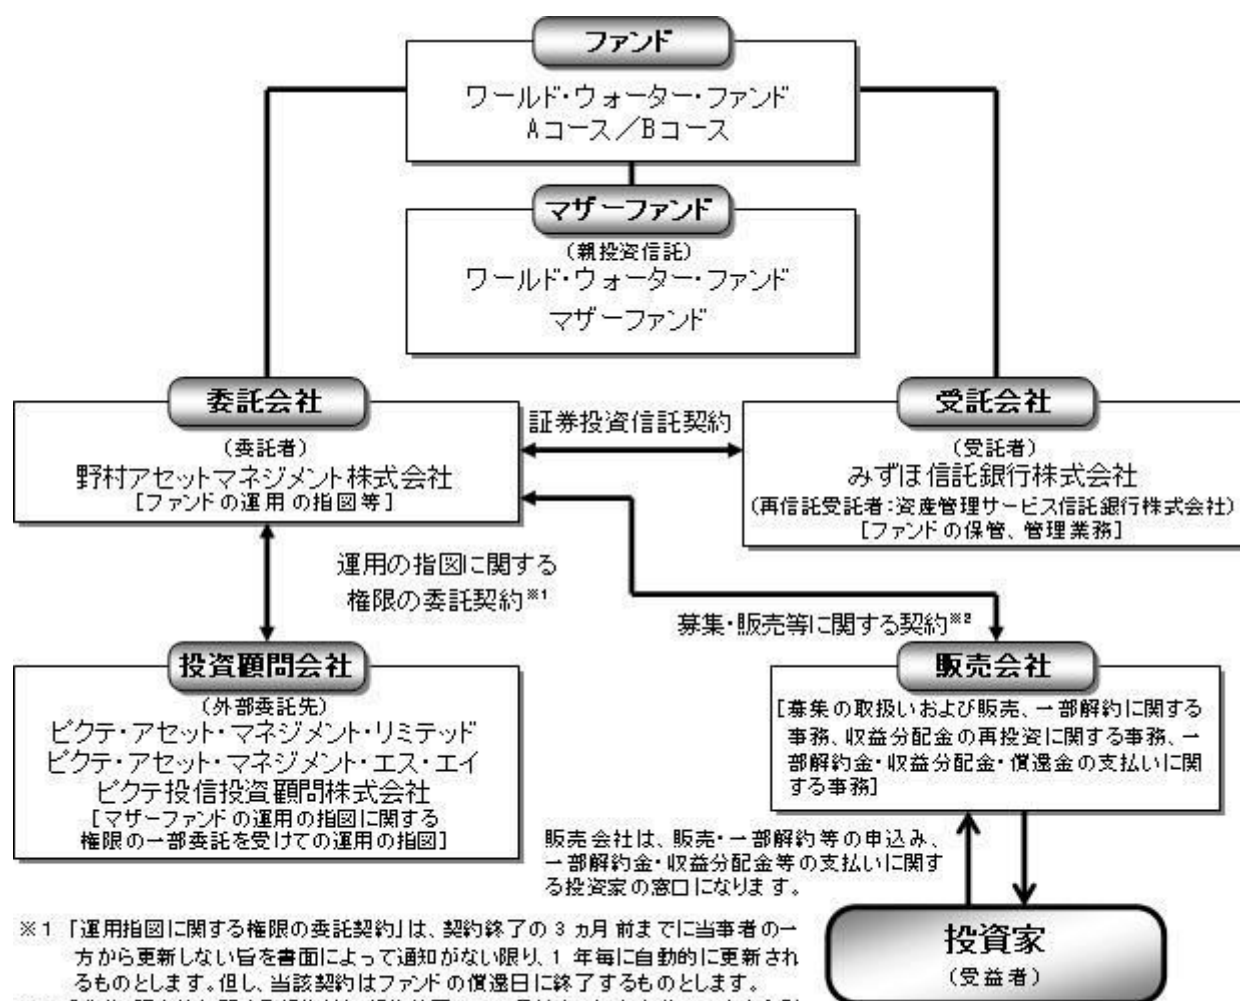 ファンド
ワールド・ウォーター・ファンド
Aコース／Bコース
マザーファンド
(親投資信託)
ワールド・ウォーター・ファンド
マザーファンド
委託会社
(委託者)
野村アセットマネジメント株式会社
[ファンドの運用の指図等]
証券投資信託契約
受託会社
(受託者)
みずほ信託銀行株式会社
(再信託受託者:資産管理サービス信託銀行株式会社)
[ファンドの保管、管理業務]
運用の指図に関する
権限の委託契約※1
募集・販売等に関する契約※2
投資顧問会社
(外部委託先)
ピクテ・アセット・マネジメント・リミテッド
ピクテ・アセット・マネジメント・エス・エイ
ピクテ投信投資顧問株式会社
[マザーファンドの運用の指図に関する
権限の一部委託を受けての運用の指図]
販売会社
[募集の取扱いおよび販売、一部解約に関する
事務、収益分配金の再投資に関する事務、一
部解約金・収益分配金・償還金の支払いに関
する事務]
販売会社は、販売・一部解約等の申込み、
一部解約金・収益分配金等の支払いに関す
る投資家の窓口になります。
投資家
(受益者)
※1 「運用指図に関する権限の委託契約」は、契約終了の3ヵ月前までに当事者の一
方から更新しない旨を書面によって通知がない限り、1年毎に自動的に更新され
るものとします。但し、当該契約はファンドの償還日に終了するものとします。